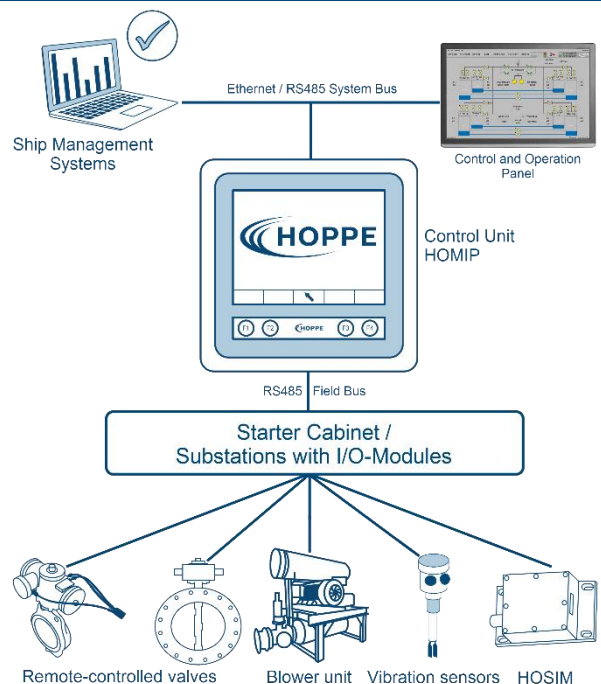 Ethernet / RS485 System Bus
Ship Management
Systems
Control and Operation
Panel
HOPPE
Control Unit
HOMIP
F1 F2 HOPPE F3 F4
RS485 Field Bus
Starter Cabinet /
Substations with I/O-Modules
Remote-controlled valves Blower unit Vibration sensors HOSIM